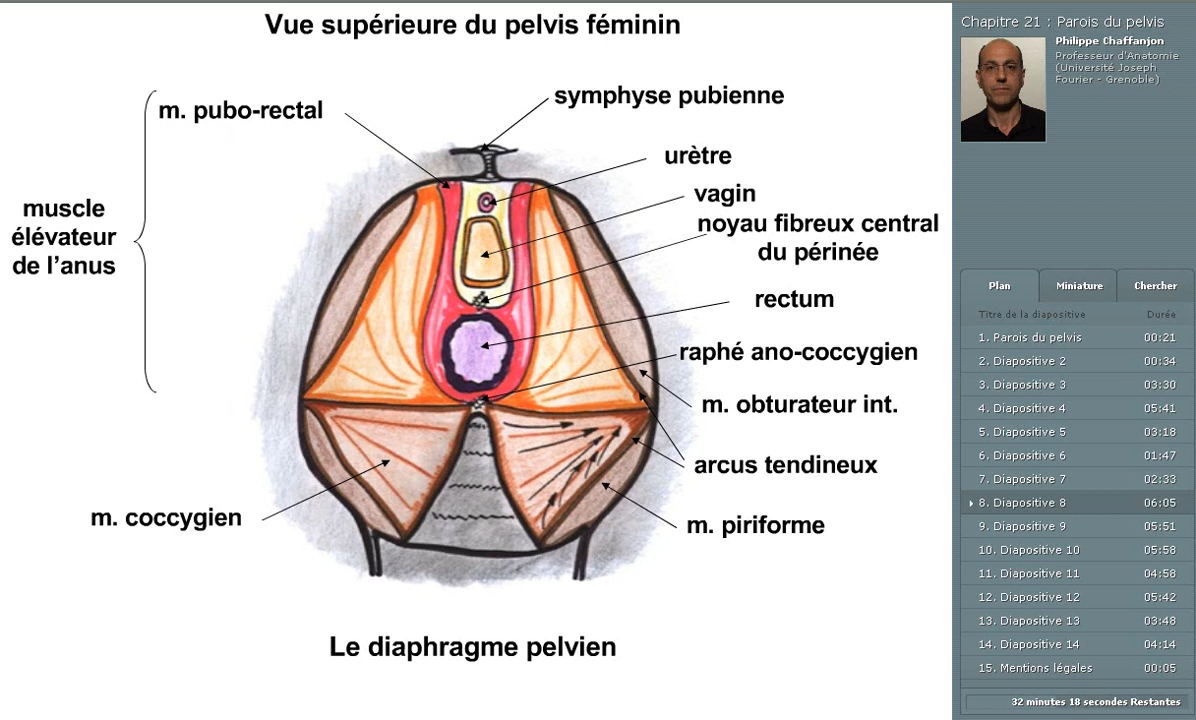 Vue supérieure du pelvis féminin
m. pubo-rectal
symphyse pubienne
urètre
vagin
noyau fibreux central
du périnée
muscle
élévateur
de l'anus
rectum
raphé ano-coccygien
m. obturateur int.
arcus tendineux
m. coccygien
m. piriforme
Le diaphragme pelvien
Chapitre 21 : Parois du pelvis
Philippe Chaffanjon
Professeur d'Anatomie
(Université Joseph
Fourier - Grenoble)
Plan Miniature Chercher
Titre de la diapositive Durée
1. Parois du pelvis 00:21
2. Diapositive 2 00:34
3. Diapositive 3 03:30
4. Diapositive 4 05:41
5. Diapositive 5 03:18
6. Diapositive 6 01:47
7. Diapositive 7 02:33
8. Diapositive 8 06:05
9. Diapositive 9 05:51
10. Diapositive 10 05:58
11. Diapositive 11 04:58
12. Diapositive 12 05:42
13. Diapositive 13 03:48
14. Diapositive 14 04:14
15. Mentions légales 00:05
32 minutes 18 secondes Restantes